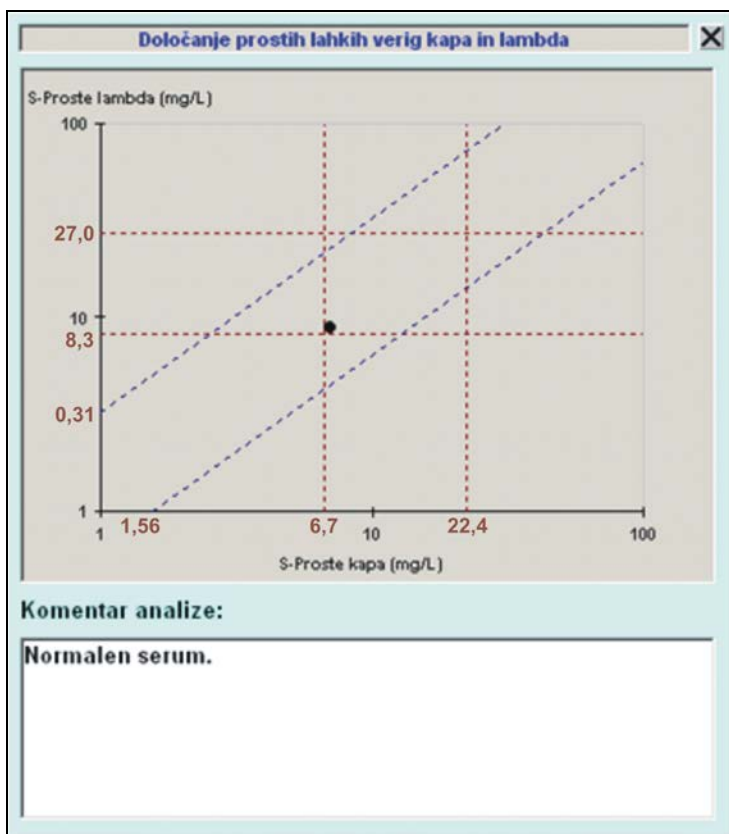 Določanje prostih lahkih verig kapa in lambda
S-Proste lambda (mg/L)
100
27,0
10
8,3
0,31
1
1
1,56
6,7
10
22,4
100
S-Proste kapa (mg/L)
Komentar analize:
Normalen serum.